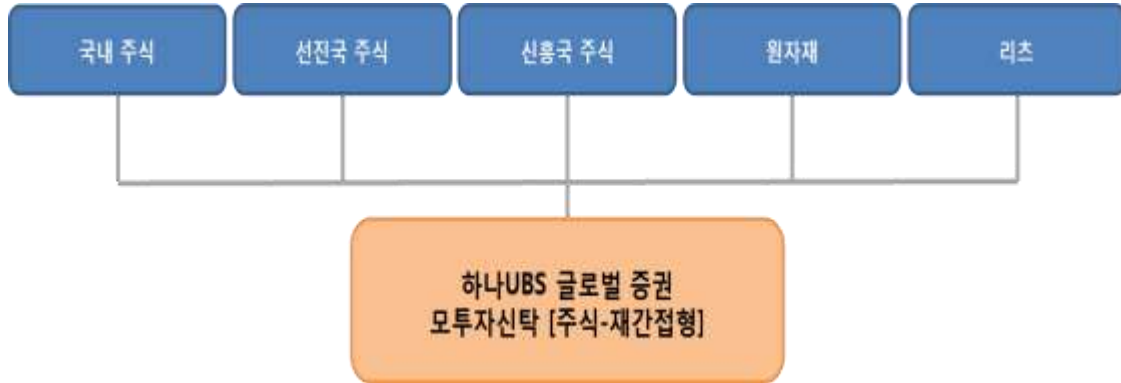 국내 주식
선진국 주식
신흥국 주식
원자재
리츠
하나UBS 글로벌 증권
모투자신탁 [주식-재간접형]